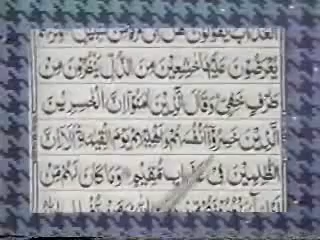 العذاب يقولون هل الى مرد من سبيل وترىهم
يعرضون عليها خشعين من الذل ينظرون من
طرف خفي وقال الذين امنوا ان الخسرين
الذين خسروا انفسهم واهليهم يوم القيمة الا ان
الظلمين في عذاب مقيم وما كان لهم من